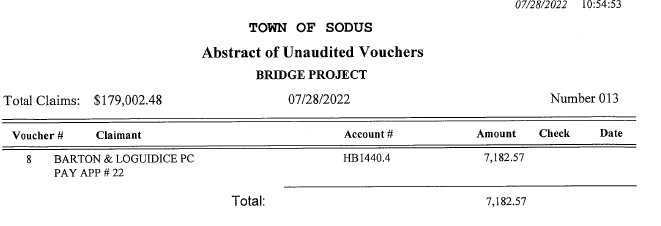 07/28/2022 10:54:53
TOWN OF SODUS
Abstract of Unaudited Vouchers
BRIDGE PROJECT
Total Claims: $179,002.48 07/28/2022 Number 013
Voucher # Claimant Account # Amount Check Date
8 BARTON & LOGUIDICE PC HB1440.4 7,182.57
PAY APP # 22
Total: 7,182.57